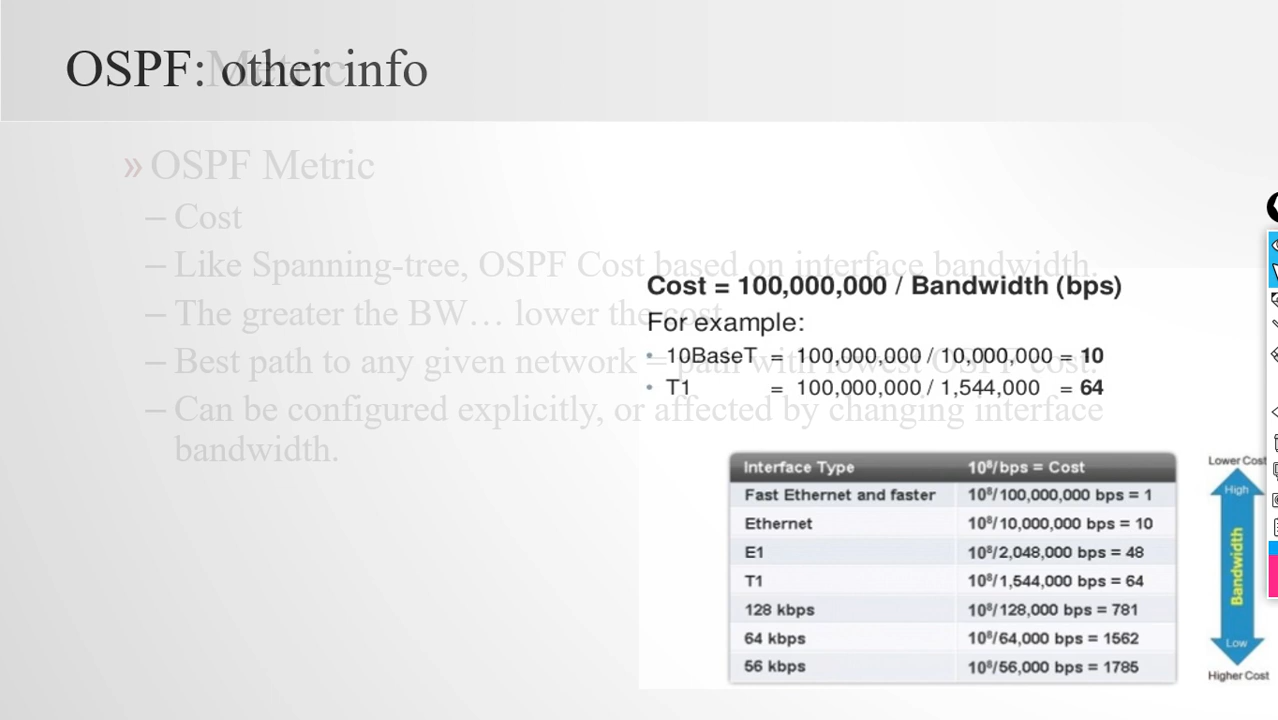 OSPF: other info
OSPF Metric
» OSPF Metric
– Cost
– Like Spanning-tree, OSPF Cost based on interface bandwidth.
– The greater the BW… lower the cost.
– Best path to any given network – path with lowest OSPF cost.
– Can be configured explicitly, or affected by changing interface
bandwidth.
Cost = 100,000,000 / Bandwidth (bps)
For example:
• 10BaseT = 100,000,000 / 10,000,000 = 10
• T1 = 100,000,000 / 1,544,000 = 64
Interface Type 10⁸/bps = Cost
Fast Ethernet and faster 10⁸/100,000,000 bps = 1
Ethernet 10⁸/10,000,000 bps = 10
E1 10⁸/2,048,000 bps = 48
T1 10⁸/1,544,000 bps = 64
128 kbps 10⁸/128,000 bps = 781
64 kbps 10⁸/64,000 bps = 1562
56 kbps 10⁸/56,000 bps = 1785
Lower Cost
High
Bandwidth
Low
Higher Cost